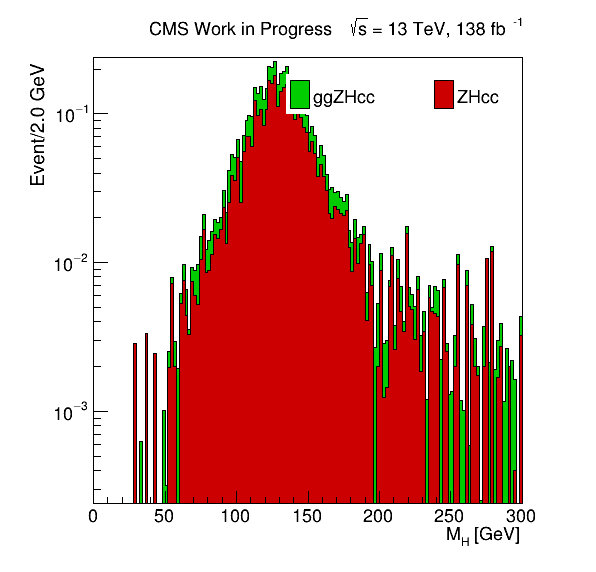 CMS Work in Progress √s = 13 TeV, 138 fb⁻¹
Event/2.0 GeV
ggZHcc ZHcc
10⁻¹
10⁻²
10⁻³
0 50 100 150 200 250 300
M_H [GeV]